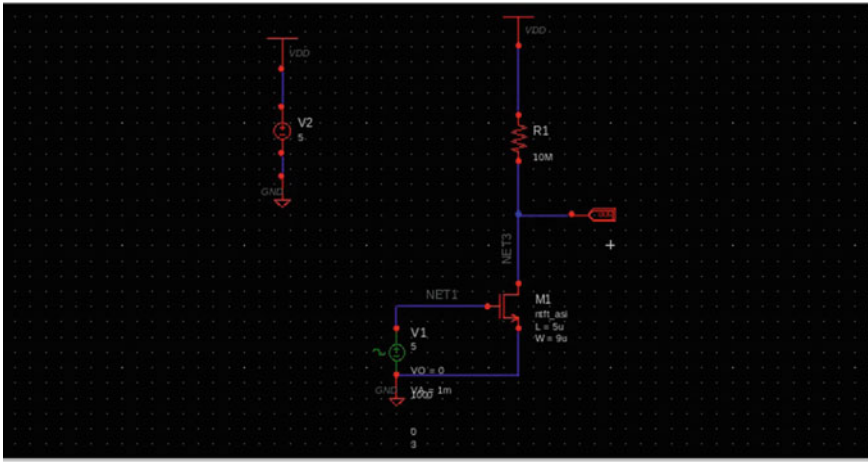 VDD
VDD
V2
5
R1
10M
GND
NET3
NET1
M1
ntft_asi
L = 5u
W = 9u
V1
5
VO = 0
GND
VA = 1m
1000
0
3